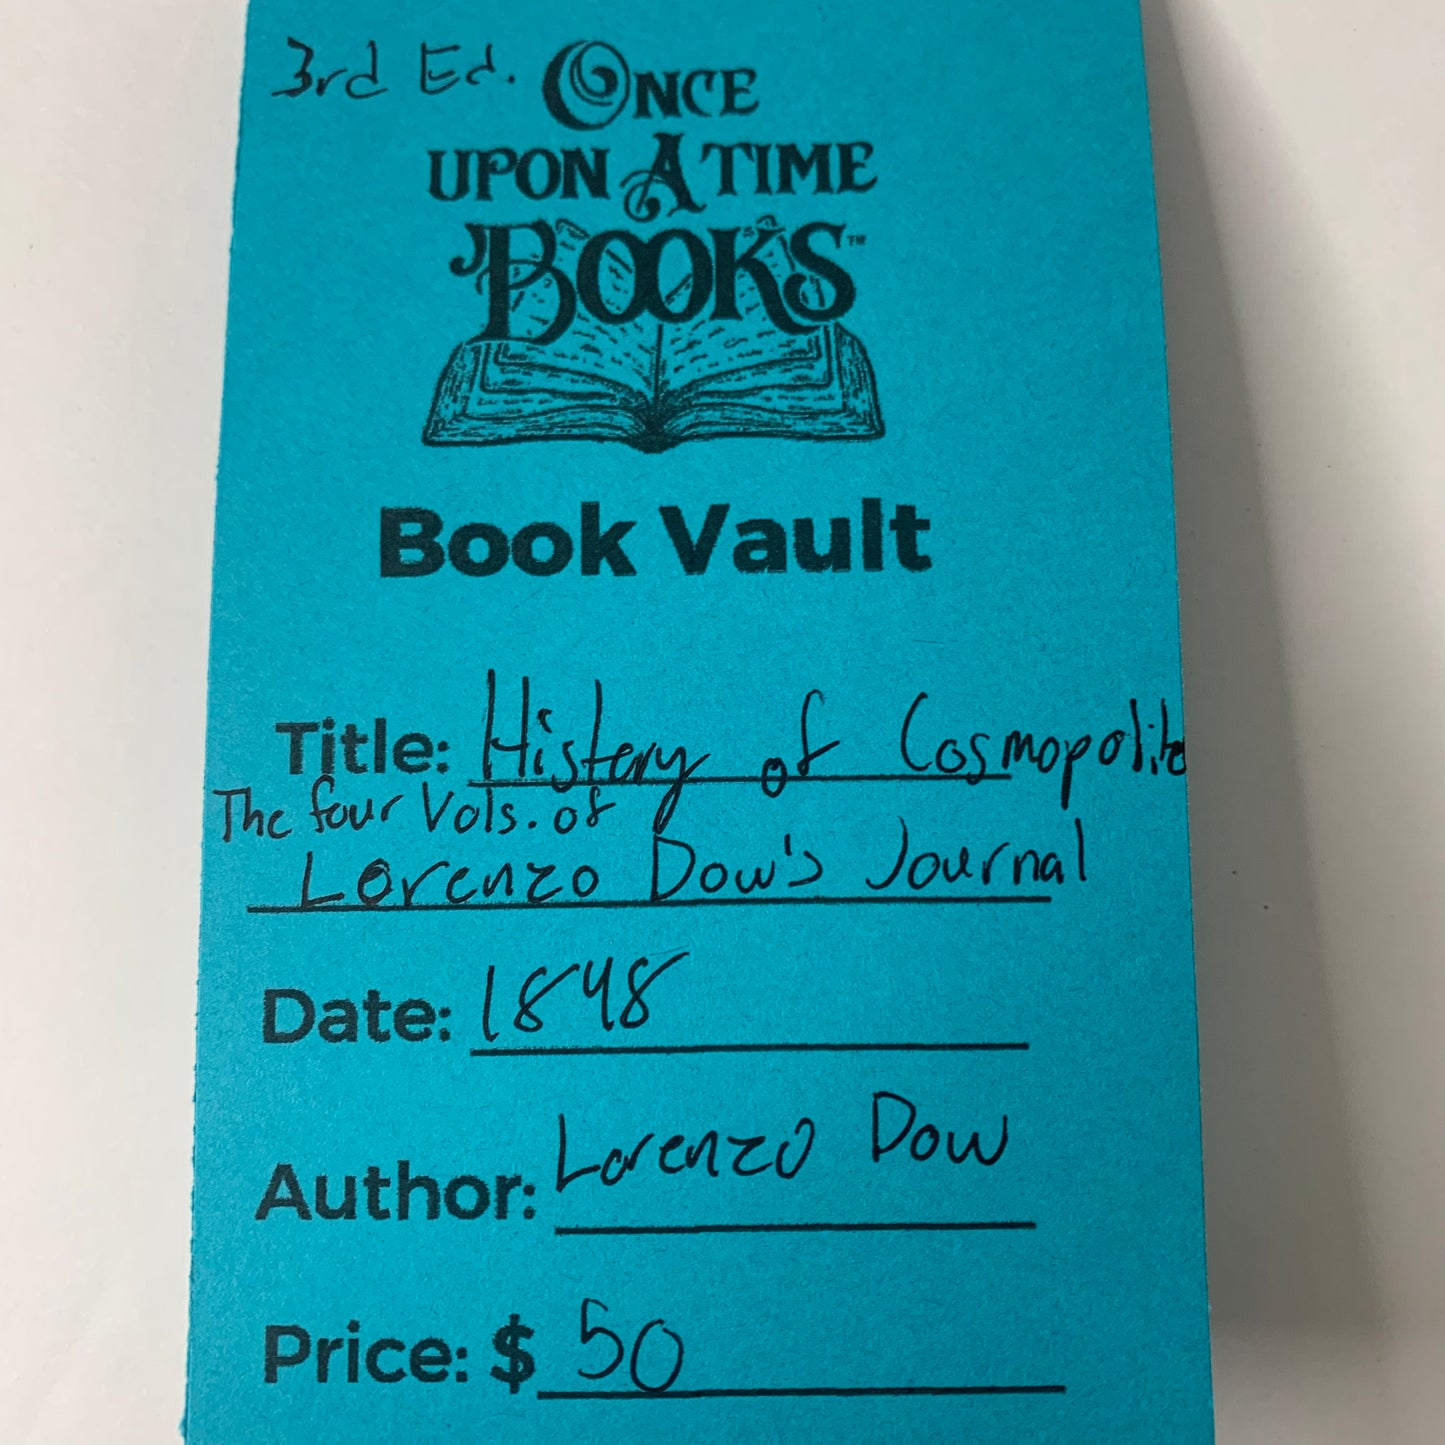 3rd Ed.
ONCE
UPON A TIME
BOOKS™
Book Vault
Title: History of Cosmopolite
The four Vols. of
Lorenzo Dow's Journal
Date: 1848
Author: Lorenzo Dow
Price: $ 50